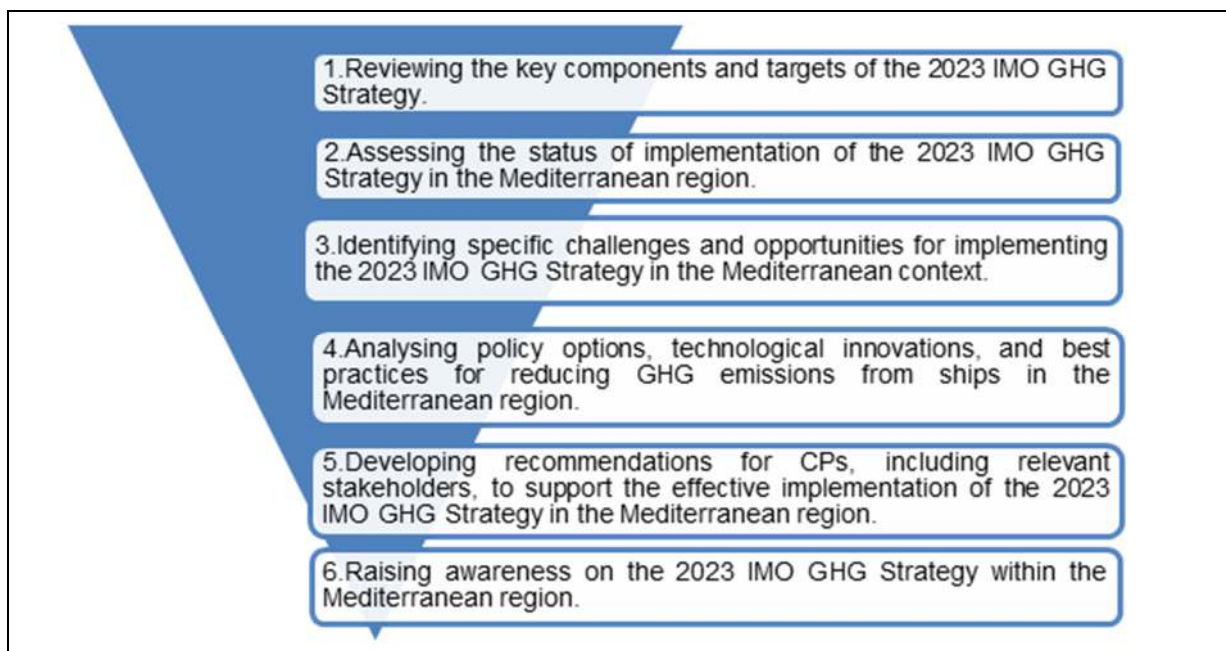 1.Reviewing the key components and targets of the 2023 IMO GHG
Strategy.
2.Assessing the status of implementation of the 2023 IMO GHG
Strategy in the Mediterranean region.
3.Identifying specific challenges and opportunities for implementing
the 2023 IMO GHG Strategy in the Mediterranean context.
4.Analysing policy options, technological innovations, and best
practices for reducing GHG emissions from ships in the
Mediterranean region.
5.Developing recommendations for CPs, including relevant
stakeholders, to support the effective implementation of the 2023
IMO GHG Strategy in the Mediterranean region.
6.Raising awareness on the 2023 IMO GHG Strategy within the
Mediterranean region.